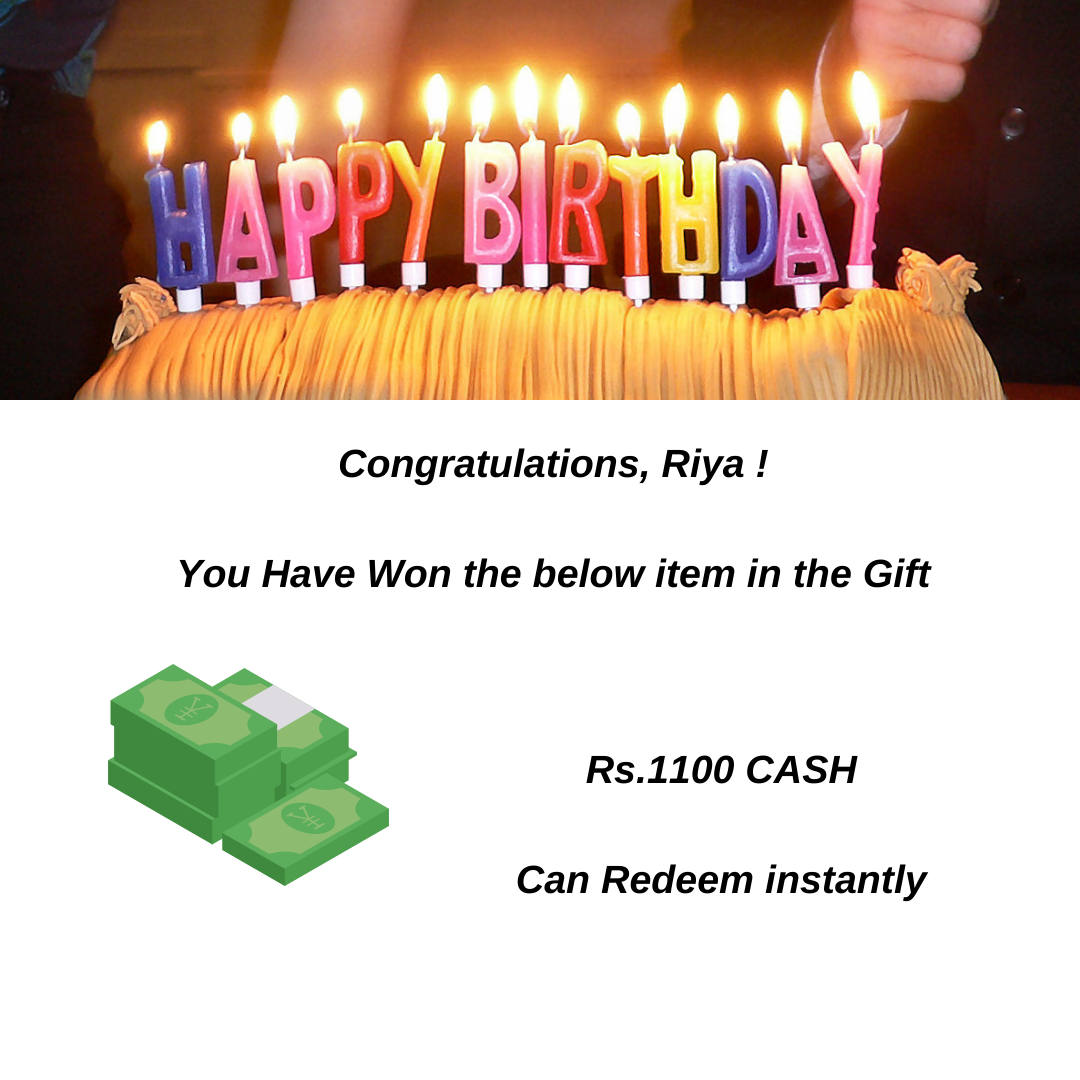 HAPPY BIRTHDAY
Congratulations, Riya !
You Have Won the below item in the Gift
Rs.1100 CASH
Can Redeem instantly